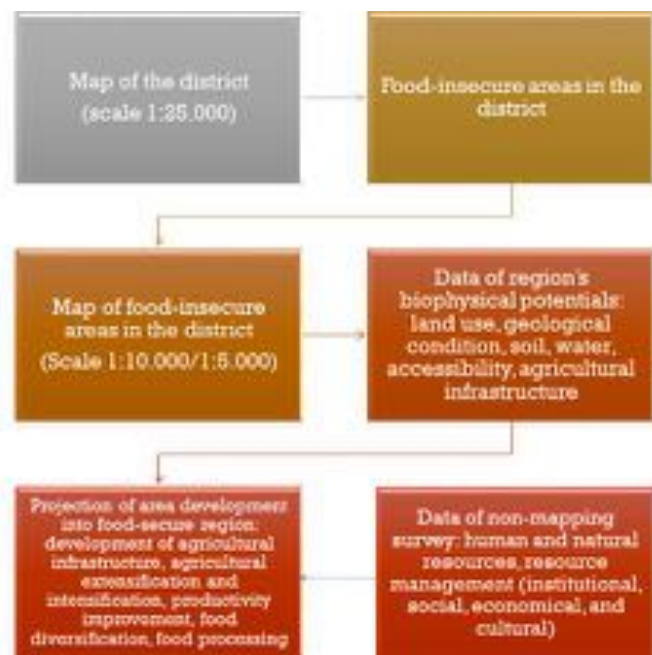 Map of the district
(scale 1:25.000)
Food-insecure areas in the
district
Map of food-insecure
areas in the district
(Scale 1:10.000/1:5.000)
Data of region's
biophysical potentials:
land use, geological
condition, soil, water,
accessibility, agricultural
infrastructure
Projection of area development
into food-secure region:
development of agricultural
infrastructure, agricultural
extensification and
intensification, productivity
improvement, food
diversification, food processing
Data of non-mapping
survey: human and natural
resources, resource
management (institutional,
social, economical, and
cultural)